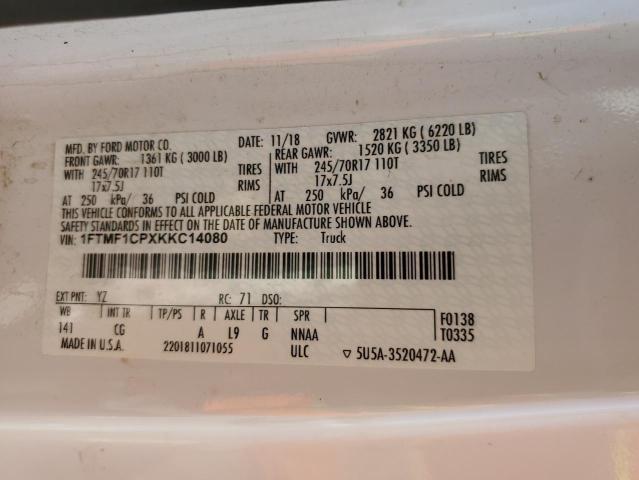 MFD. BY FORD MOTOR CO. DATE: 11/18 GVWR: 2821 KG ( 6220 LB)
FRONT GAWR: 1361 KG ( 3000 LB) REAR GAWR: 1520 KG ( 3350 LB)
WITH 245/70R17 110T TIRES WITH 245/70R17 110T TIRES
17x7.5J RIMS 17x7.5J RIMS
AT 250 kPa/ 36 PSI COLD AT 250 kPa/ 36 PSI COLD
THIS VEHICLE CONFORMS TO ALL APPLICABLE FEDERAL MOTOR VEHICLE
SAFETY STANDARDS IN EFFECT ON THE DATE OF MANUFACTURE SHOWN ABOVE.
VIN: 1FTMF1CPXKKC14080 TYPE: Truck
EXT PNT: YZ RC: 71 DSO:
WB INT TR TP/PS R AXLE TR SPR F0138
141 CG A L9 G NNAA T0335
MADE IN U.S.A. 2201811071055 ULC ▽ 5U5A-3520472-AA